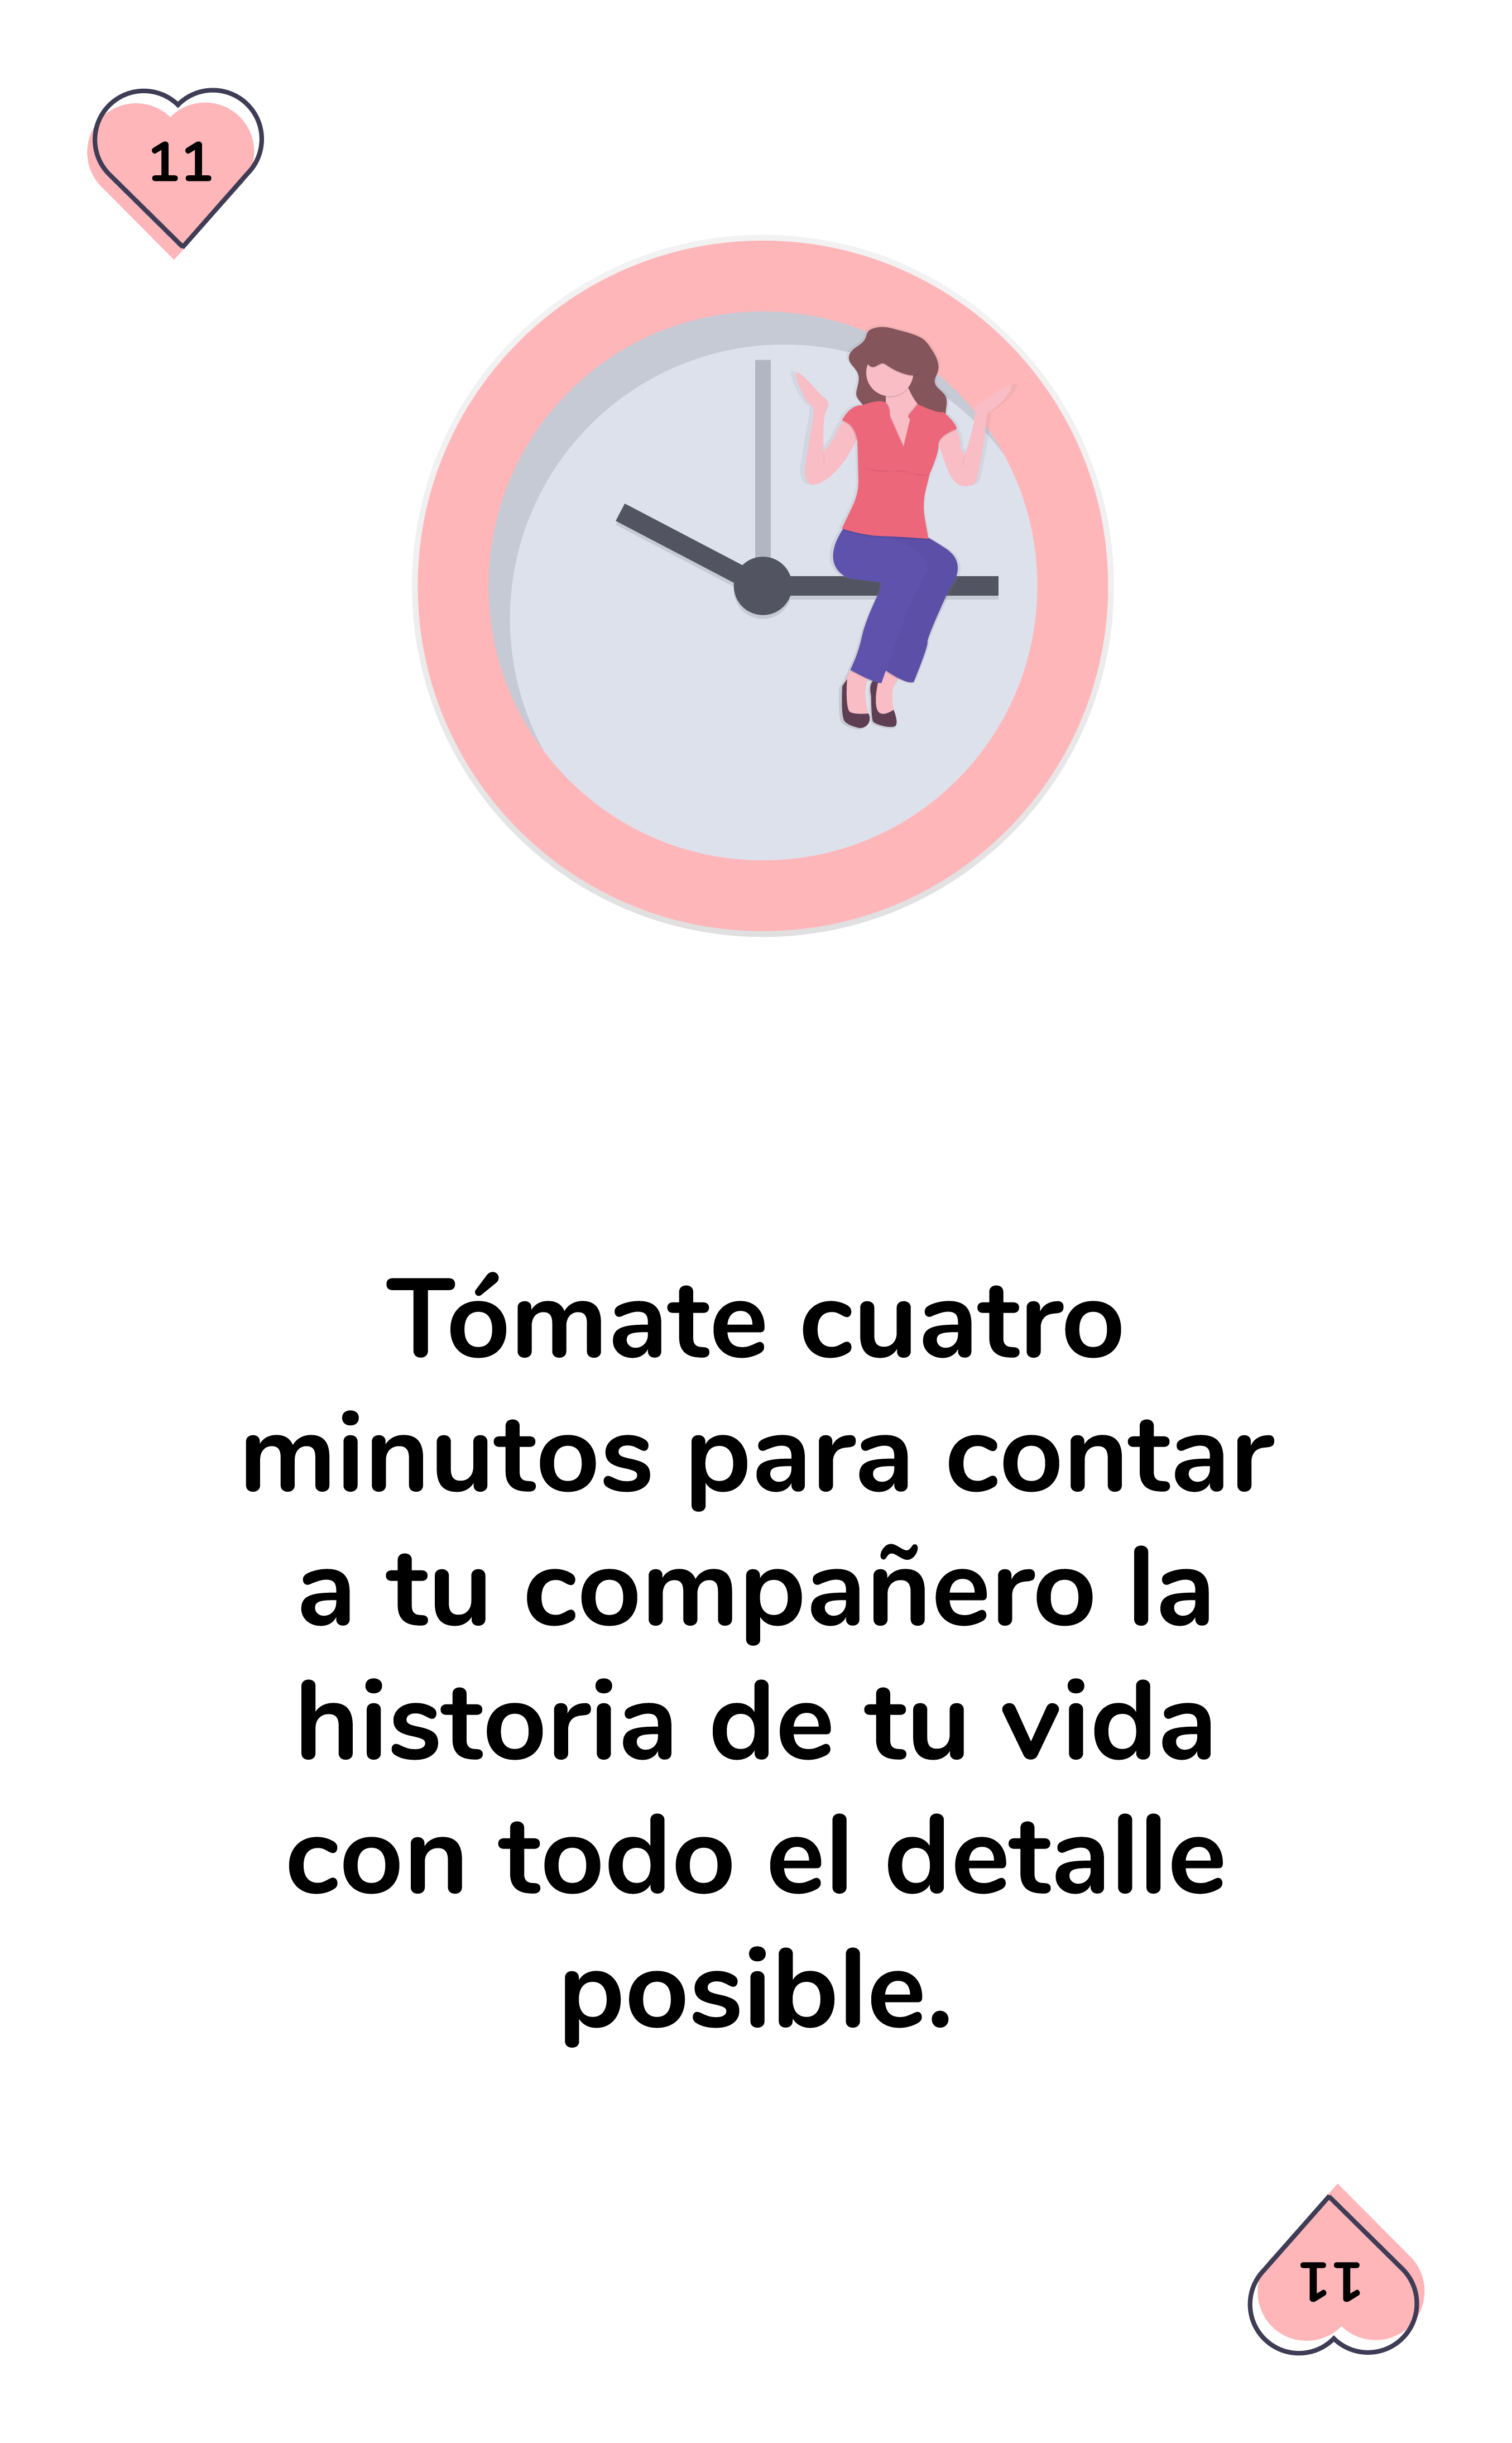 11
Tómate cuatro
minutos para contar
a tu compañero la
historia de tu vida
con todo el detalle
posible.
11